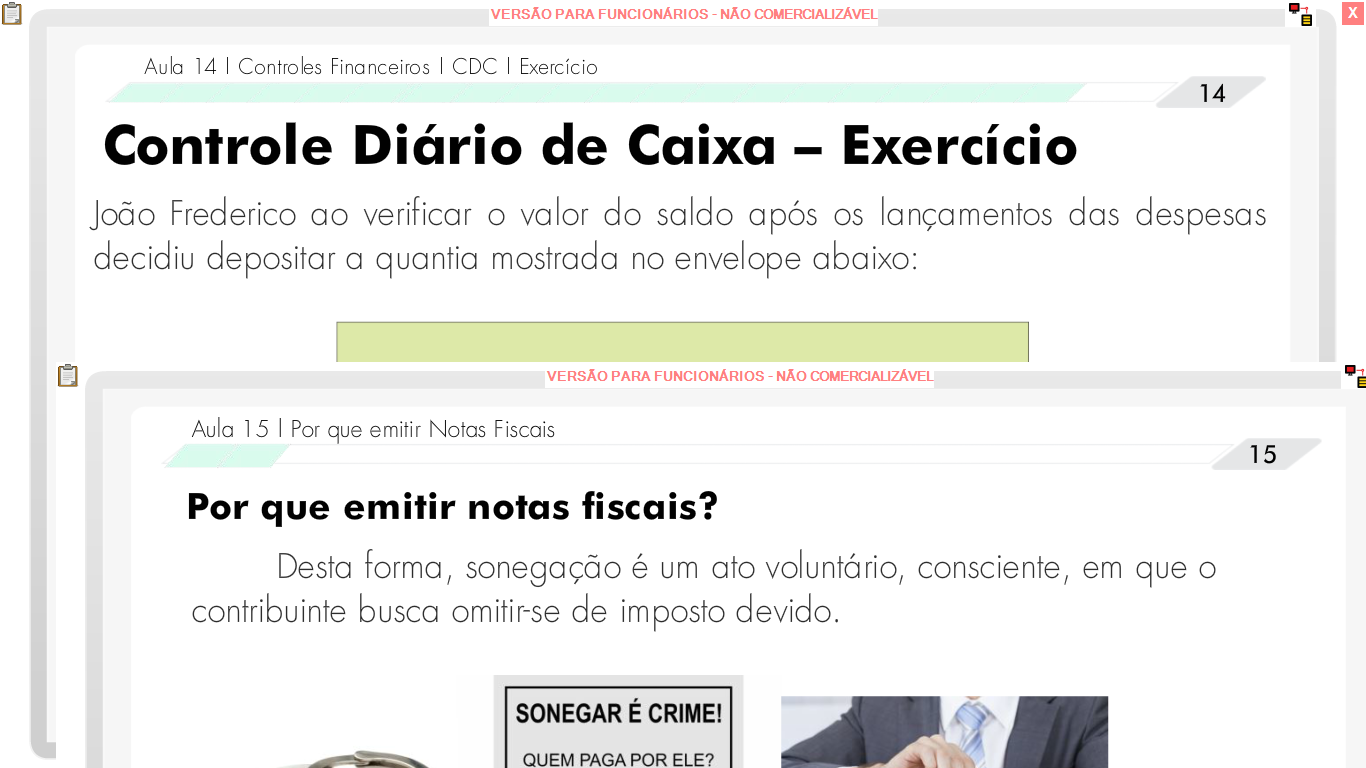 VERSÃO PARA FUNCIONÁRIOS - NÃO COMERCIALIZÁVEL
X
Aula 14 | Controles Financeiros | CDC | Exercício
14
Controle Diário de Caixa – Exercício
João Frederico ao verificar o valor do saldo após os lançamentos das despesas
decidiu depositar a quantia mostrada no envelope abaixo:
VERSÃO PARA FUNCIONÁRIOS - NÃO COMERCIALIZÁVEL
Aula 15 | Por que emitir Notas Fiscais
15
Por que emitir notas fiscais?
Desta forma, sonegação é um ato voluntário, consciente, em que o
contribuinte busca omitir-se de imposto devido.
SONEGAR É CRIME!
QUEM PAGA POR ELE?